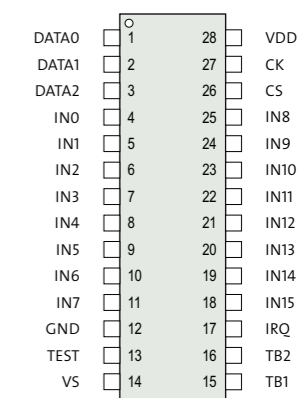 DATA0 1 28 VDD
DATA1 2 27 CK
DATA2 3 26 CS
IN0 4 25 IN8
IN1 5 24 IN9
IN2 6 23 IN10
IN3 7 22 IN11
IN4 8 21 IN12
IN5 9 20 IN13
IN6 10 19 IN14
IN7 11 18 IN15
GND 12 17 IRQ
TEST 13 16 TB2
VS 14 15 TB1